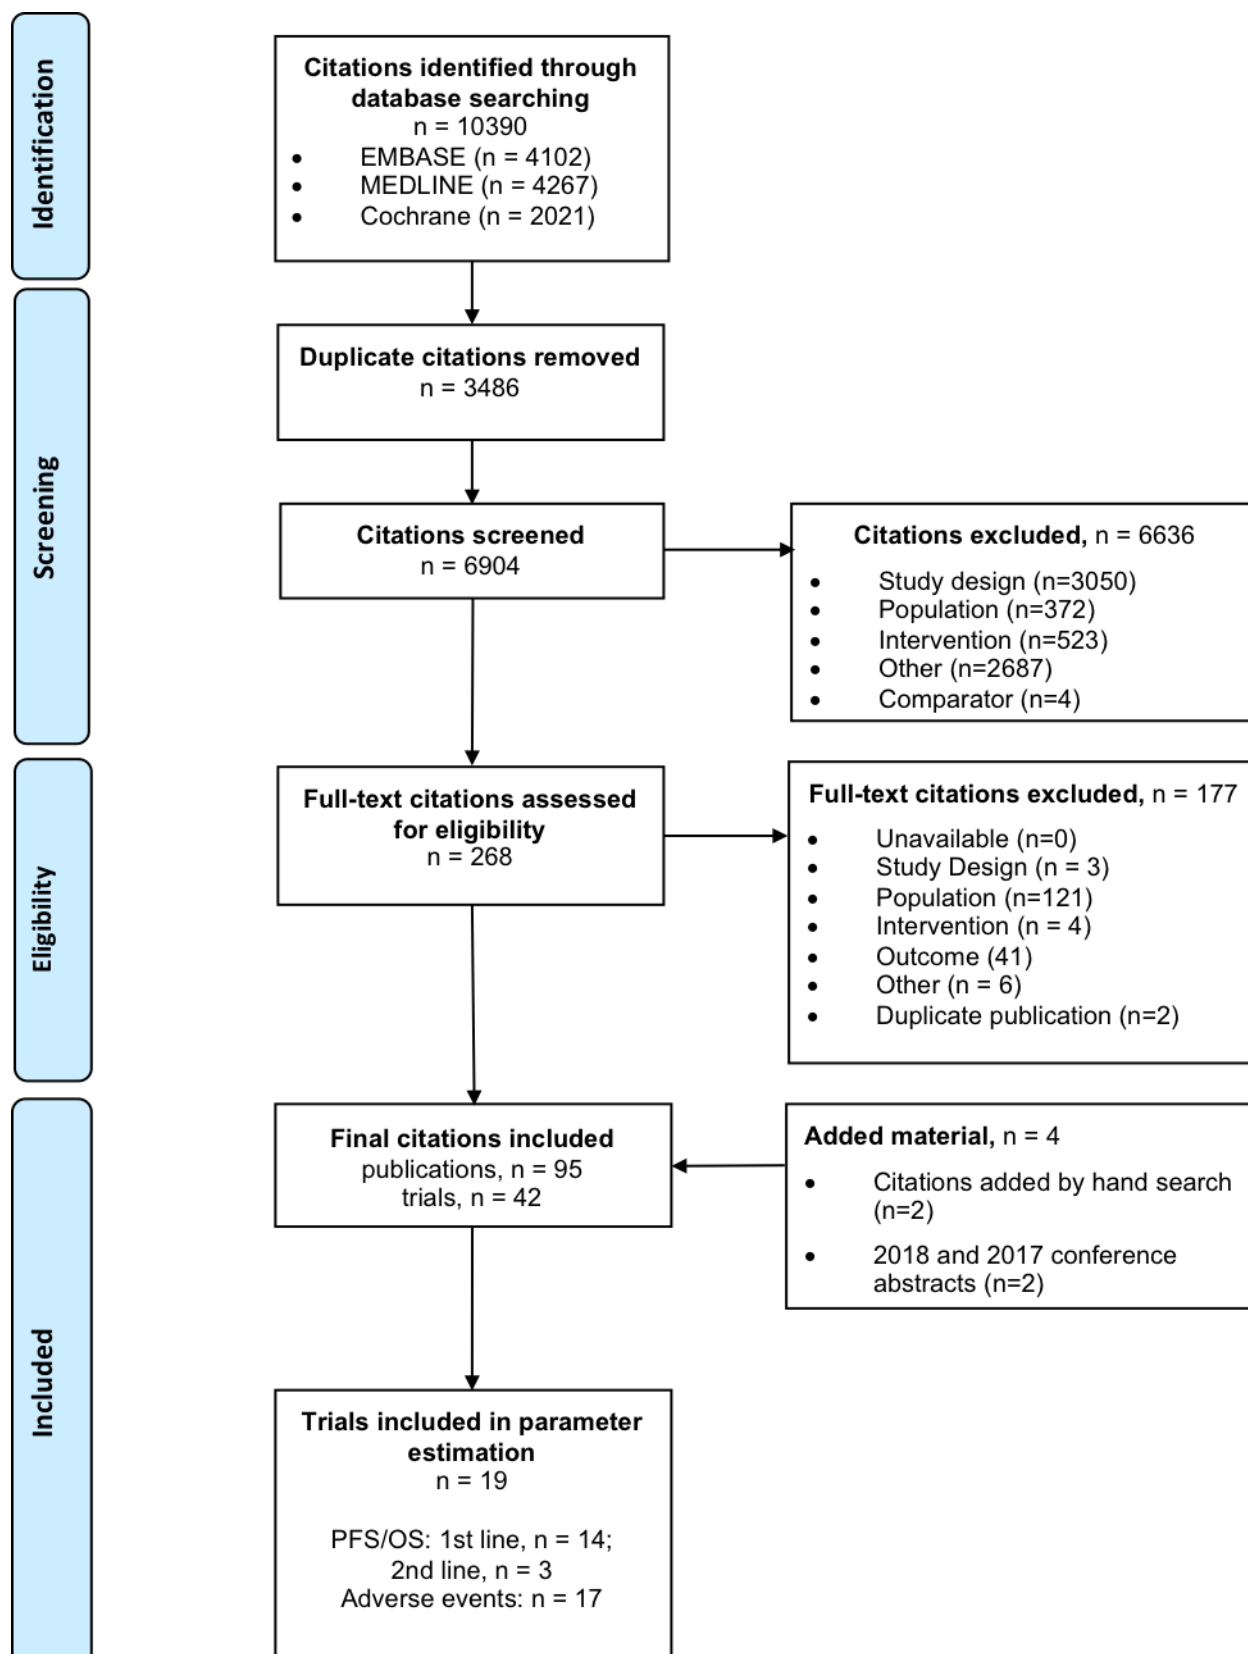 Identification
Citations identified through
database searching
n = 10390
• EMBASE (n = 4102)
• MEDLINE (n = 4267)
• Cochrane (n = 2021)
Screening
Duplicate citations removed
n = 3486
Citations screened
n = 6904
Citations excluded, n = 6636
• Study design (n=3050)
• Population (n=372)
• Intervention (n=523)
• Other (n=2687)
• Comparator (n=4)
Eligibility
Full-text citations assessed
for eligibility
n = 268
Full-text citations excluded, n = 177
• Unavailable (n=0)
• Study Design (n = 3)
• Population (n=121)
• Intervention (n = 4)
• Outcome (41)
• Other (n = 6)
• Duplicate publication (n=2)
Included
Final citations included
publications, n = 95
trials, n = 42
Added material, n = 4
• Citations added by hand search
(n=2)
• 2018 and 2017 conference
abstracts (n=2)
Trials included in parameter
estimation
n = 19
PFS/OS: 1st line, n = 14;
2nd line, n = 3
Adverse events: n = 17